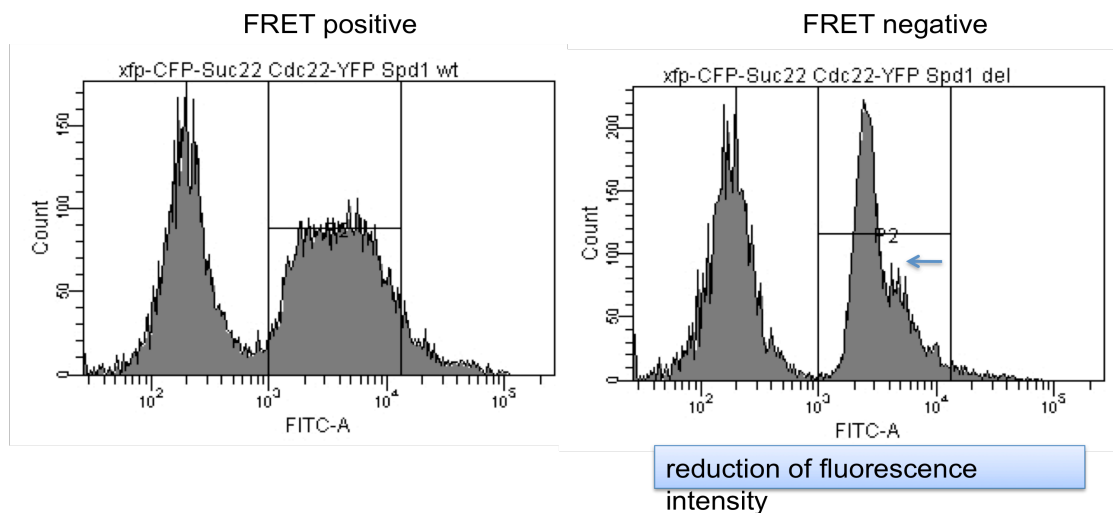 FRET positive
FRET negative
xfp-CFP-Suc22 Cdc22-YFP Spd1 wt
150
100
50
0
Count
10²
10³
10⁴
10⁵
FITC-A
xfp-CFP-Suc22 Cdc22-YFP Spd1 del
200
150
100
50
0
Count
P2
10²
10³
10⁴
10⁵
FITC-A
reduction of fluorescence
intensity